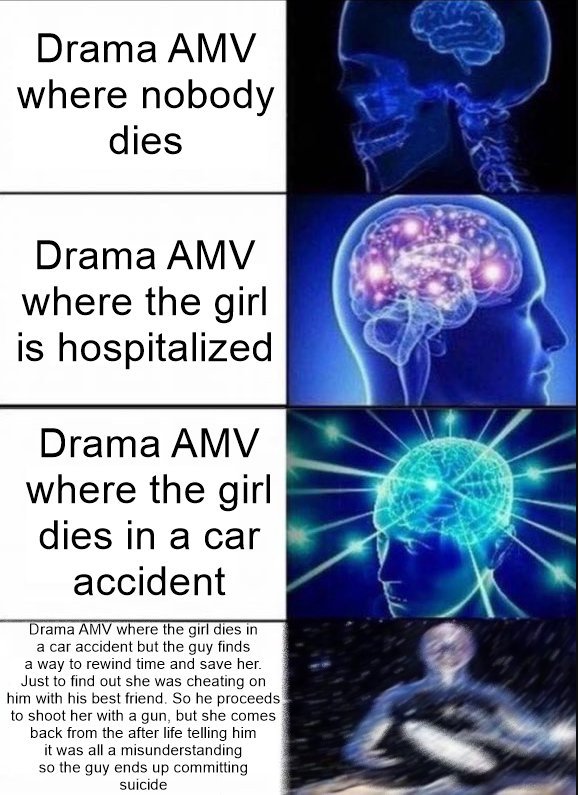 Drama AMV
where nobody
dies
Drama AMV
where the girl
is hospitalized
Drama AMV
where the girl
dies in a car
accident
Drama AMV where the girl dies in
a car accident but the guy finds
a way to rewind time and save her.
Just to find out she was cheating on
him with his best friend. So he proceeds
to shoot her with a gun, but she comes
back from the after life telling him
it was all a misunderstanding
so the guy ends up committing
suicide